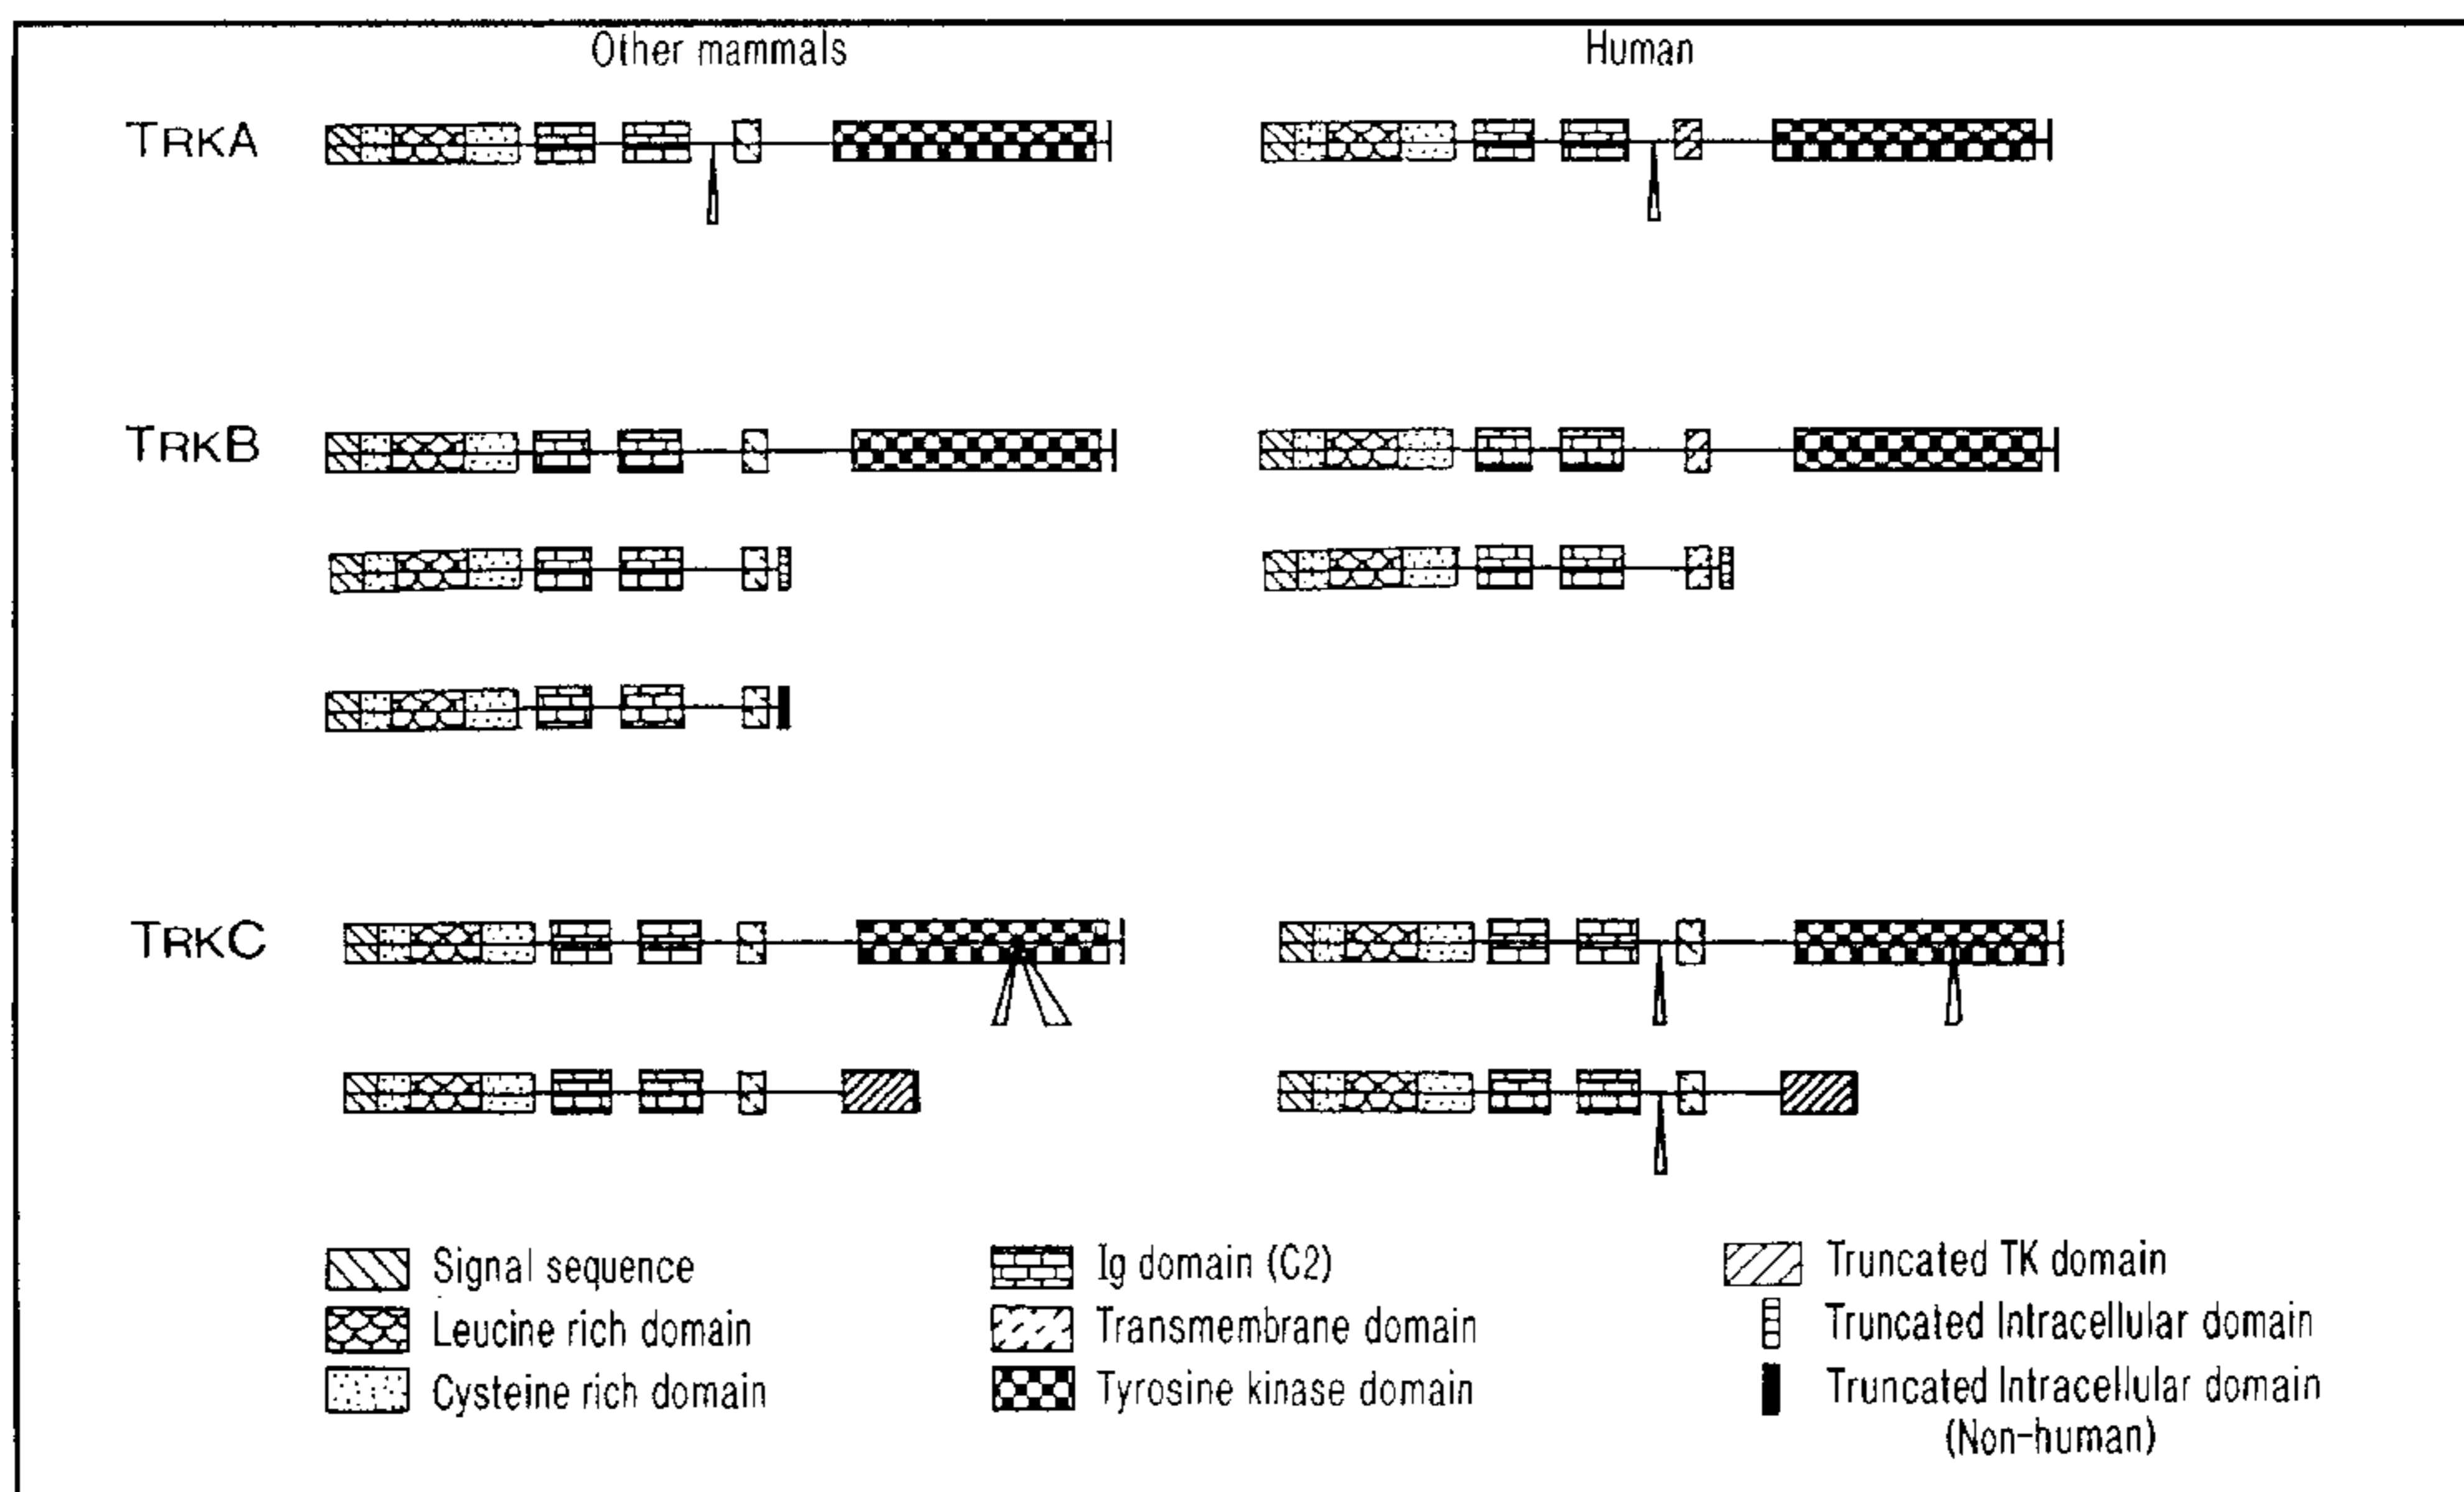 Other mammals Human
TRKA
TRKB
TRKC
Signal sequence Ig domain (C2) Truncated TK domain
Leucine rich domain Transmembrane domain Truncated Intracellular domain
Cysteine rich domain Tyrosine kinase domain Truncated Intracellular domain
(Non-human)